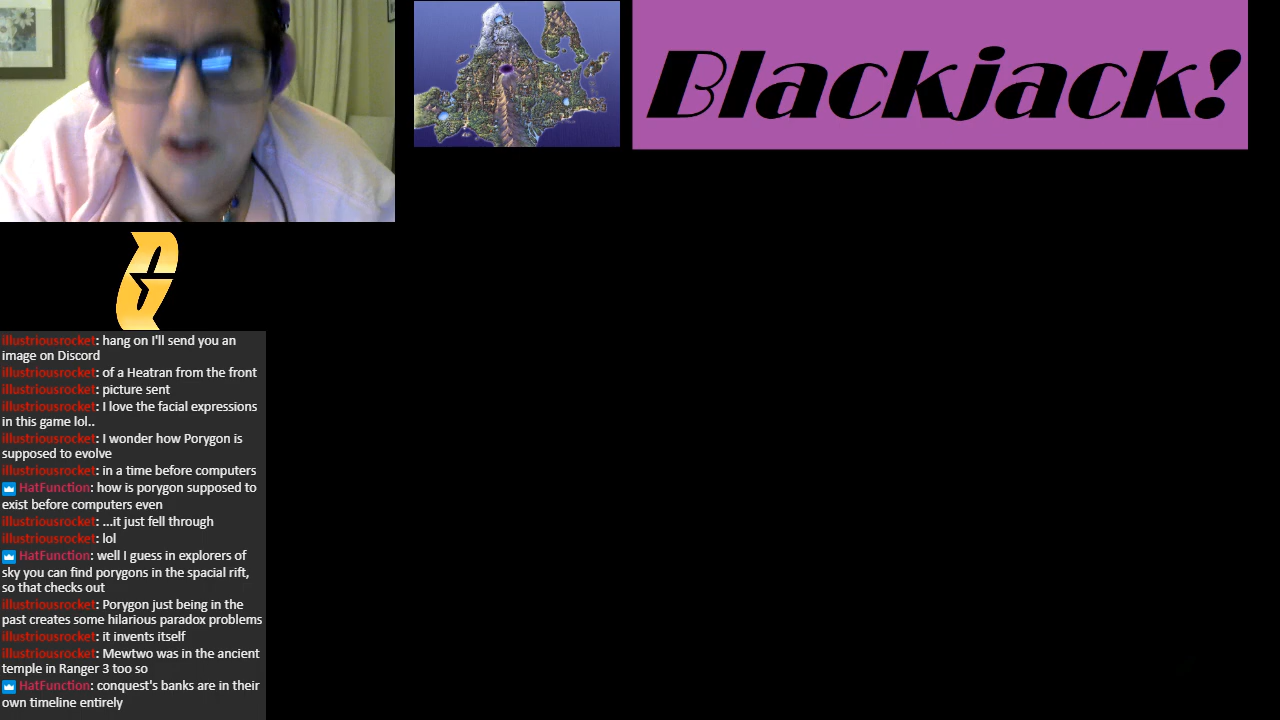 Blackjack!
illustriousrocket: hang on I'll send you an
image on Discord
illustriousrocket: of a Heatran from the front
illustriousrocket: picture sent
illustriousrocket: I love the facial expressions
in this game lol..
illustriousrocket: I wonder how Porygon is
supposed to evolve
illustriousrocket: in a time before computers
HatFunction: how is porygon supposed to
exist before computers even
illustriousrocket: ...it just fell through
illustriousrocket: lol
HatFunction: well I guess in explorers of
sky you can find porygons in the spacial rift,
so that checks out
illustriousrocket: Porygon just being in the
past creates some hilarious paradox problems
illustriousrocket: it invents itself
illustriousrocket: Mewtwo was in the ancient
temple in Ranger 3 too so
HatFunction: conquest's banks are in their
own timeline entirely